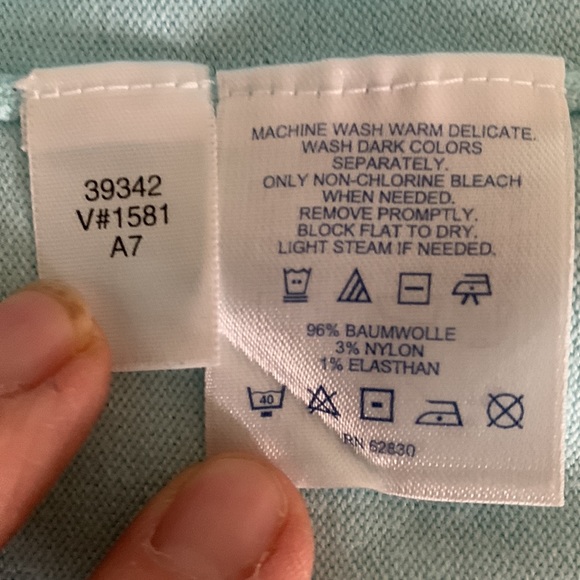 39342
V#1581
A7
MACHINE WASH WARM DELICATE.
WASH DARK COLORS
SEPARATELY.
ONLY NON-CHLORINE BLEACH
WHEN NEEDED.
REMOVE PROMPTLY.
BLOCK FLAT TO DRY.
LIGHT STEAM IF NEEDED.
96% BAUMWOLLE
3% NYLON
1% ELASTHAN
40
RN 62830